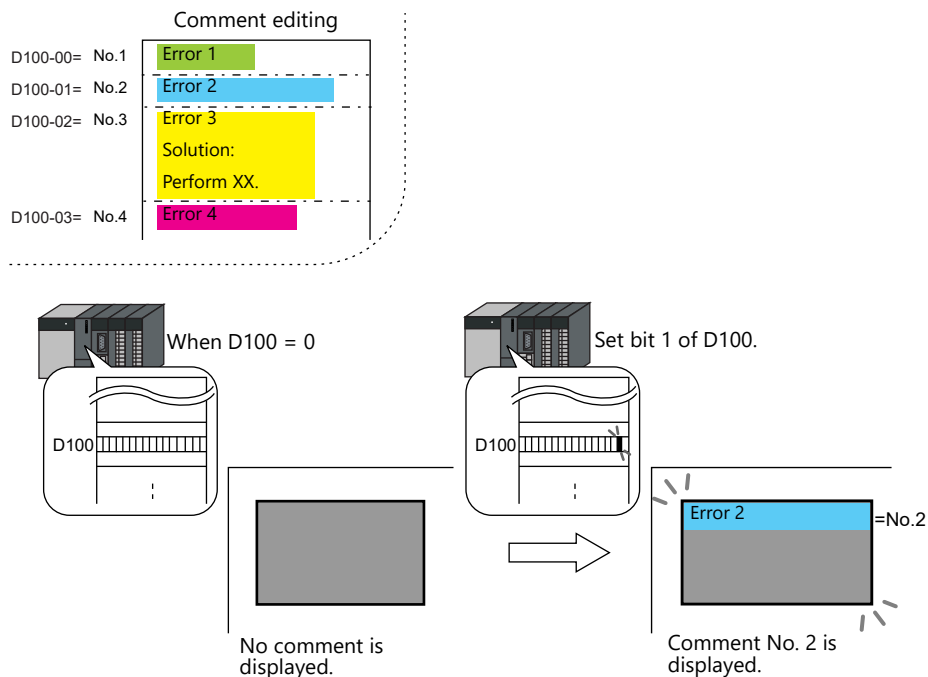 Comment editing
D100-00= No.1 Error 1
D100-01= No.2 Error 2
D100-02= No.3 Error 3
Solution:
Perform XX.
D100-03= No.4 Error 4
When D100 = 0
Set bit 1 of D100.
D100
D100
Error 2
=No.2
No comment is
displayed.
Comment No. 2 is
displayed.